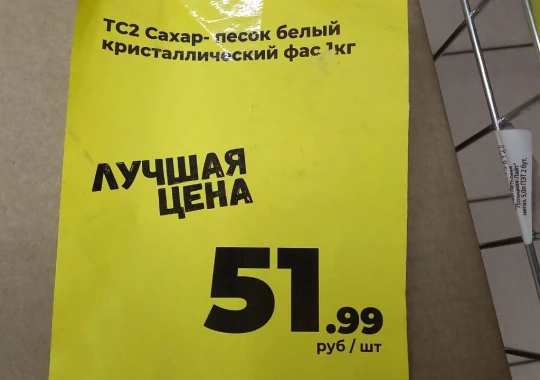 ТС2 Сахар- песок белый
кристаллический фас 1кг
ЛУЧШАЯ
ЦЕНА
51.99
руб / шт